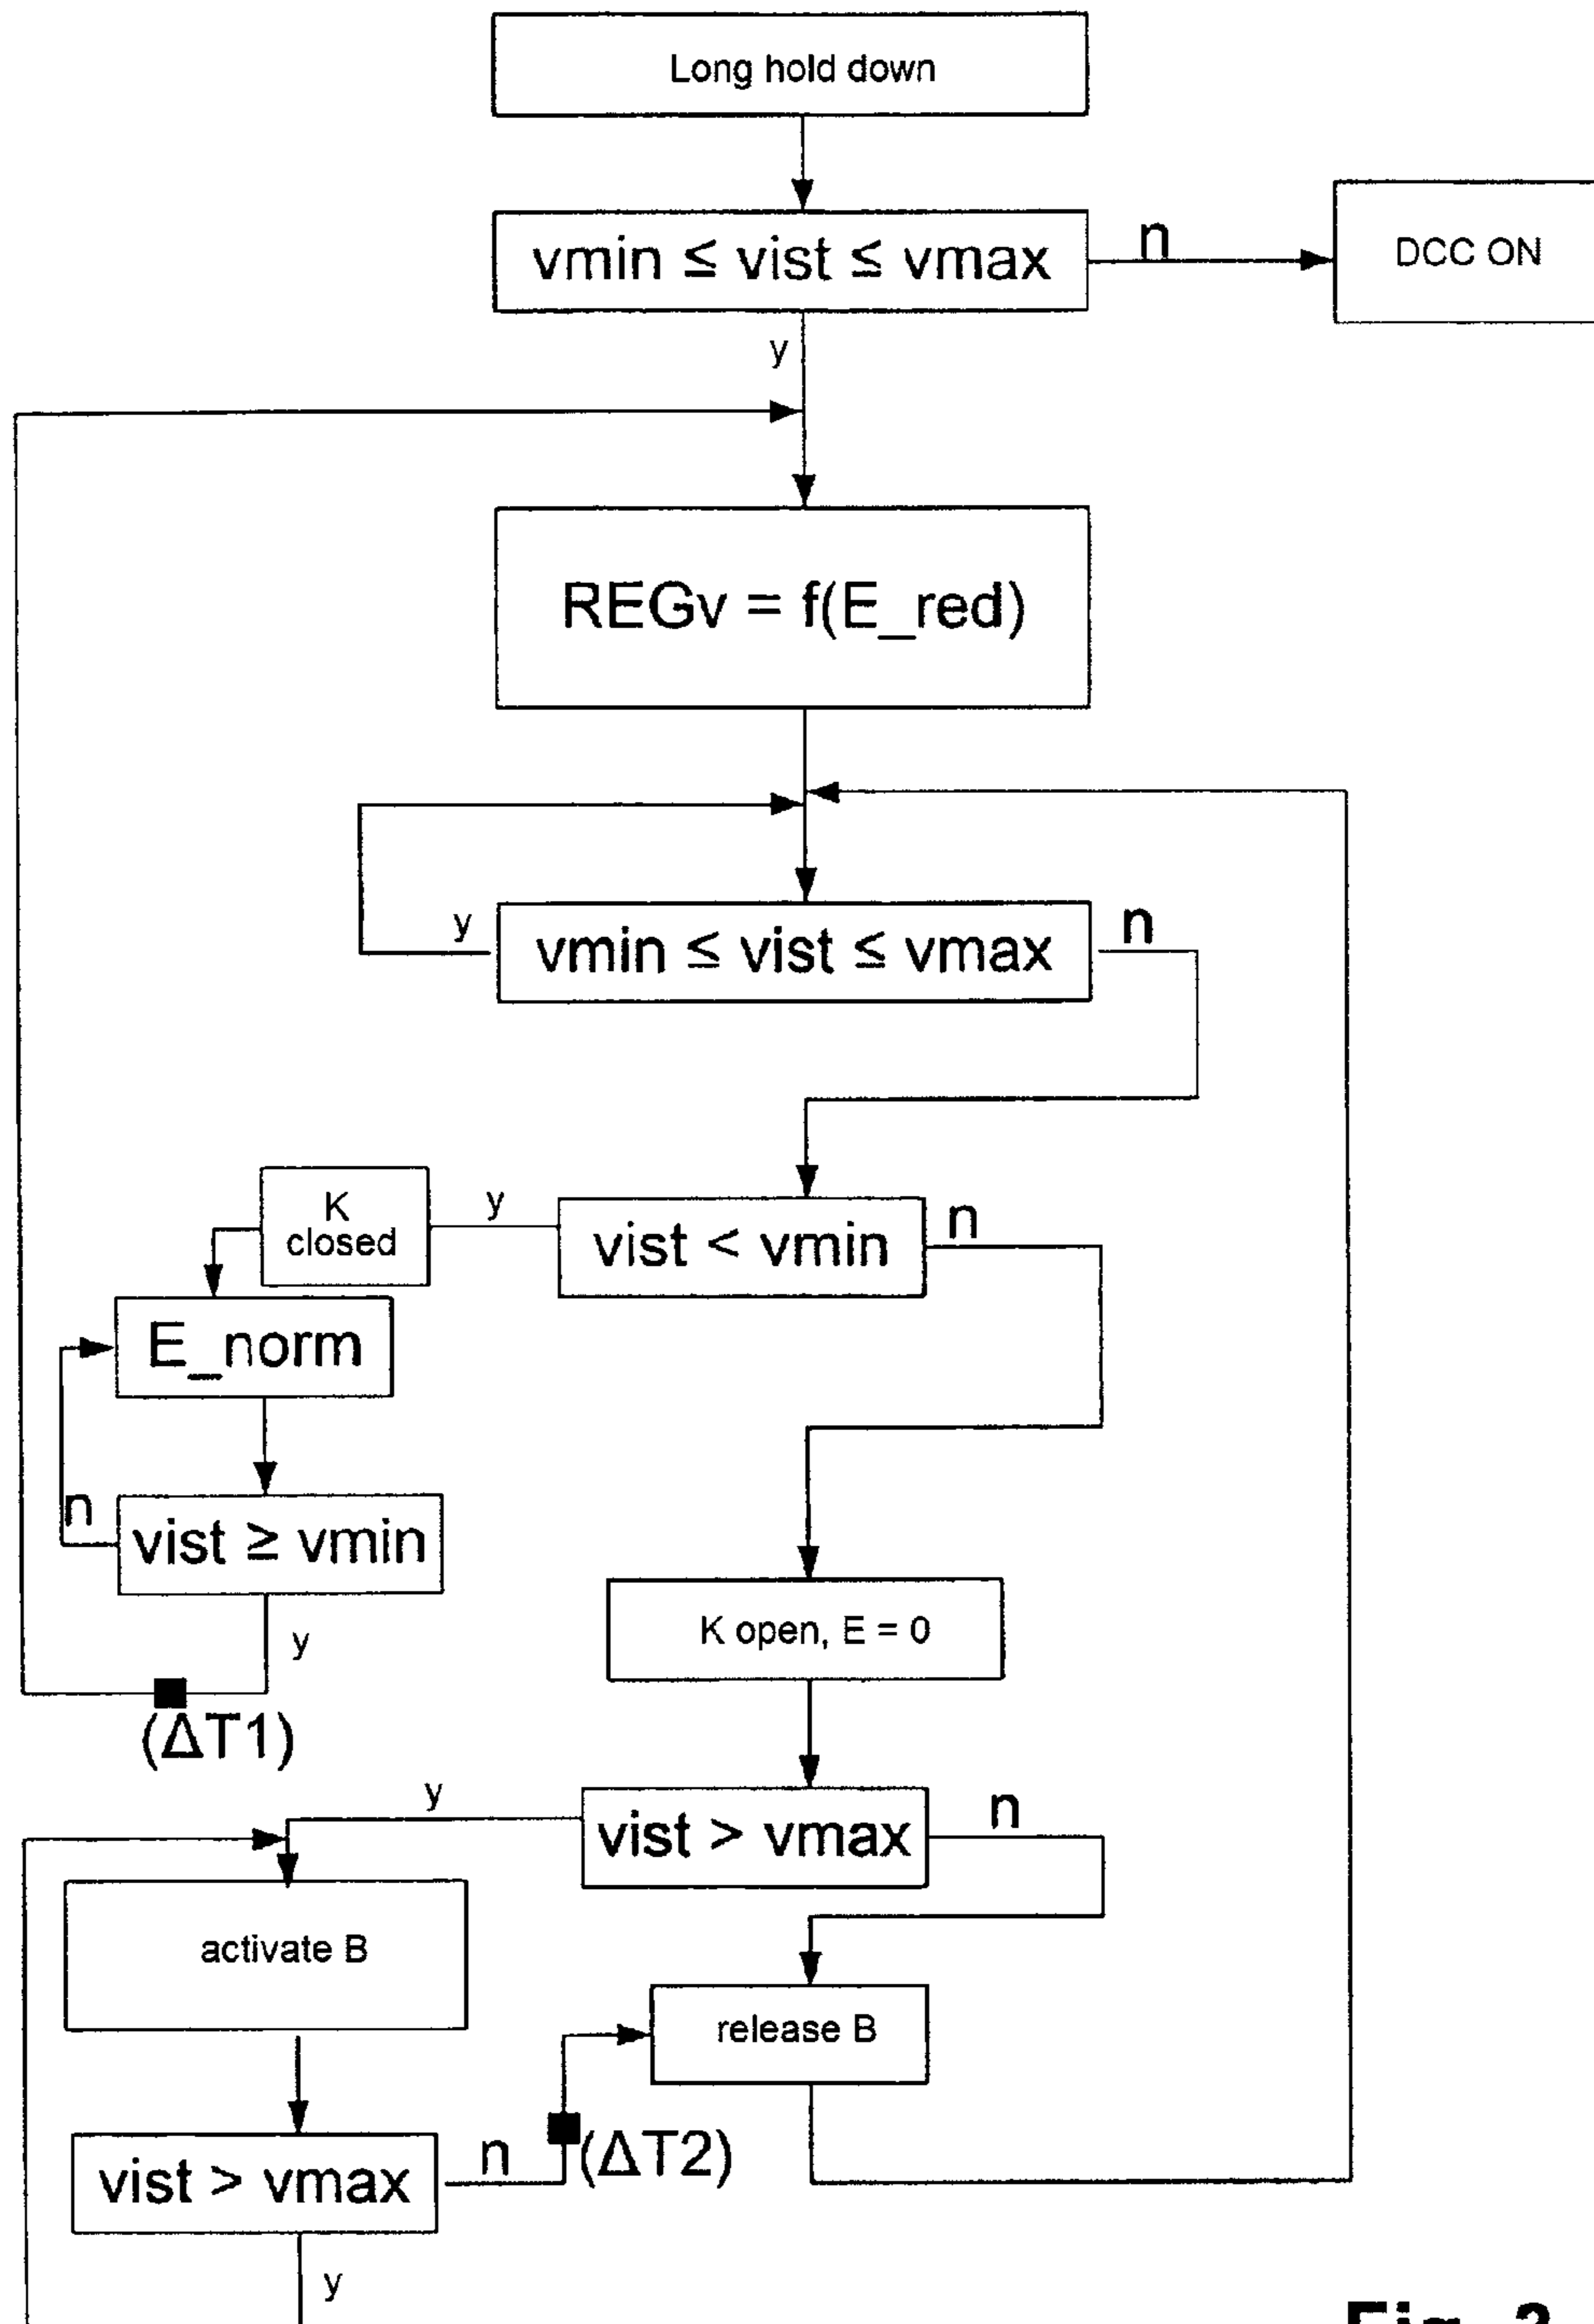 Long hold down
vmin ≤ vist ≤ vmax
n
DCC ON
y
REGv = f(E_red)
y
vmin ≤ vist ≤ vmax
n
K
closed
y
vist < vmin
n
E_norm
n
vist ≥ vmin
y
K open, E = 0
(ΔT1)
y
vist > vmax
n
activate B
release B
vist > vmax
n
(ΔT2)
y